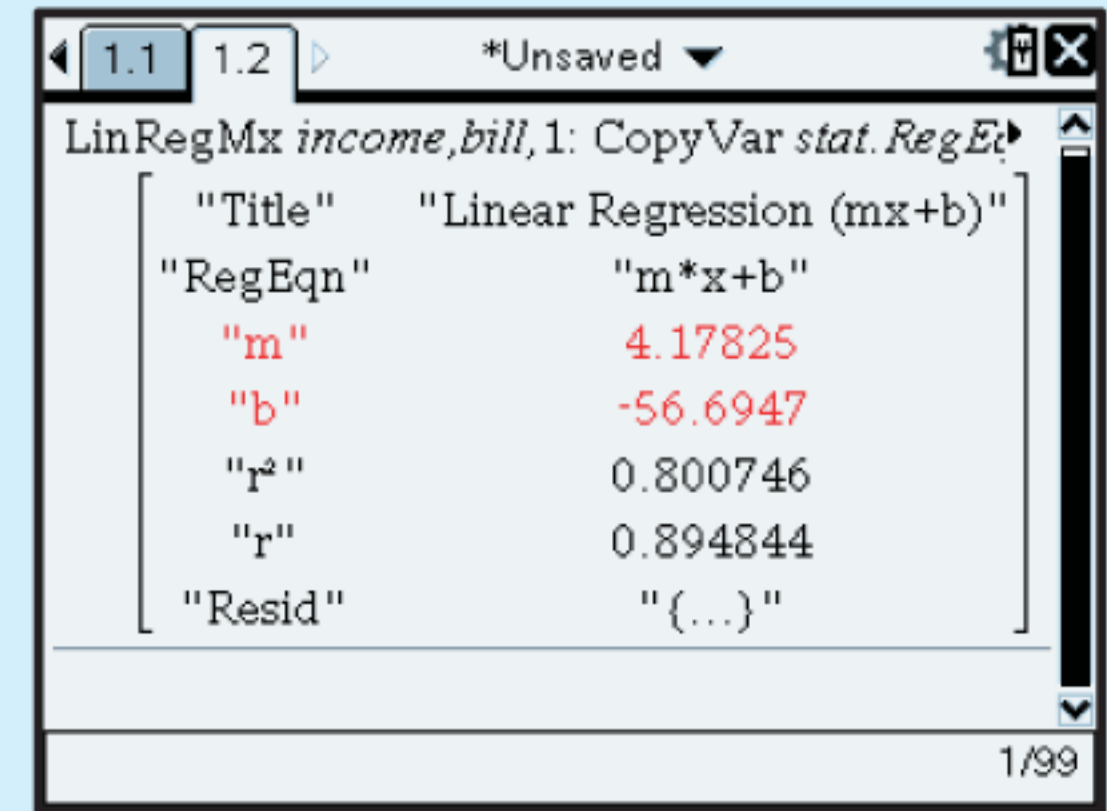 1.1 1.2 *Unsaved
LinRegMx income,bill,1: CopyVar stat.RegEq
"Title" "Linear Regression (mx+b)"
"RegEqn" "m*x+b"
"m" 4.17825
"b" -56.6947
"r²" 0.800746
"r" 0.894844
"Resid" "{...}"
1/99